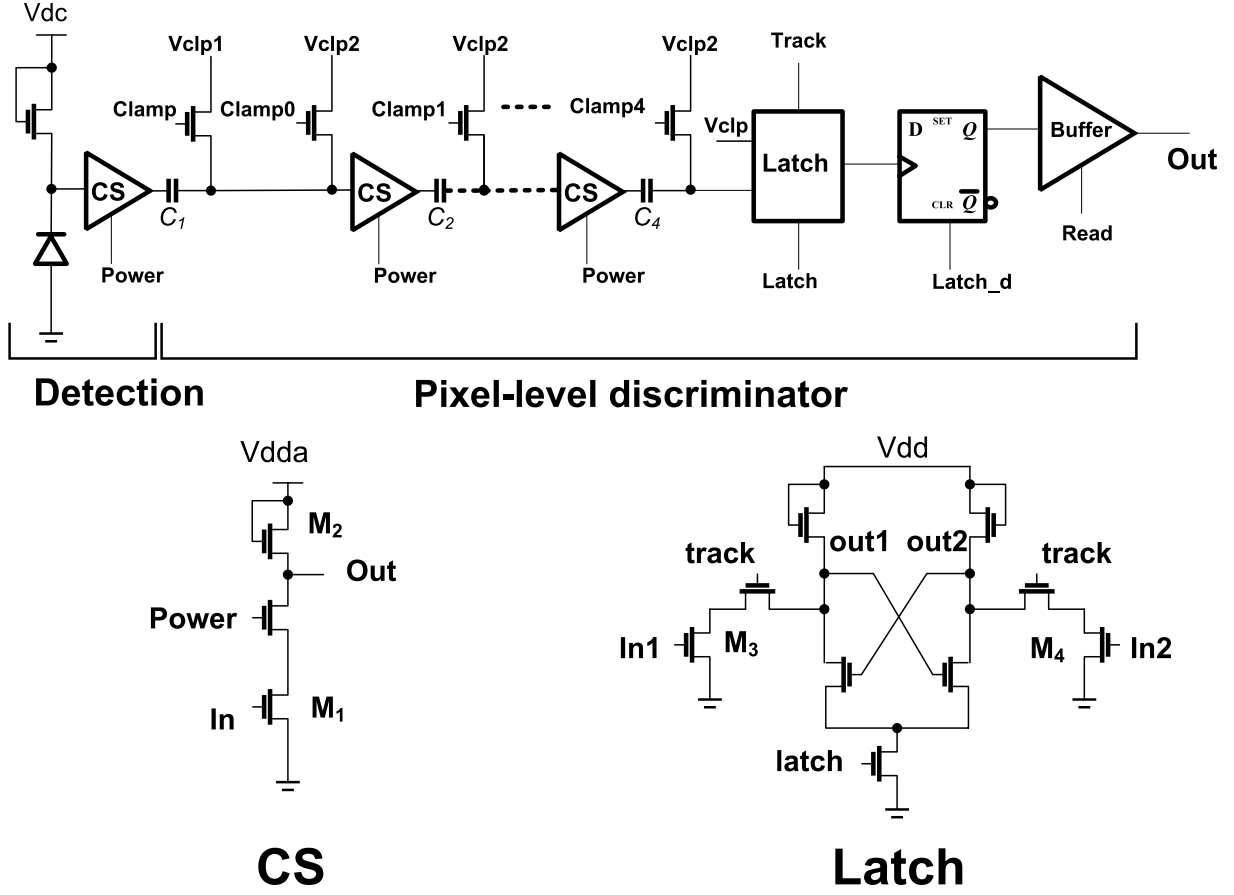 Vdc
Vclp1
Vclp2
Vclp2
Vclp2
Track
Clamp
Clamp0
Clamp1
Clamp4
Vclp
CS
CS
CS
Latch
D
SET
Q
CLR
Q
Buffer
Out
C1
C2
C4
Power
Power
Power
Latch
Latch_d
Read
Detection
Pixel-level discriminator
Vdda
M2
Out
Power
In
M1
CS
Vdd
out1
out2
track
track
In1
M3
M4
In2
latch
Latch